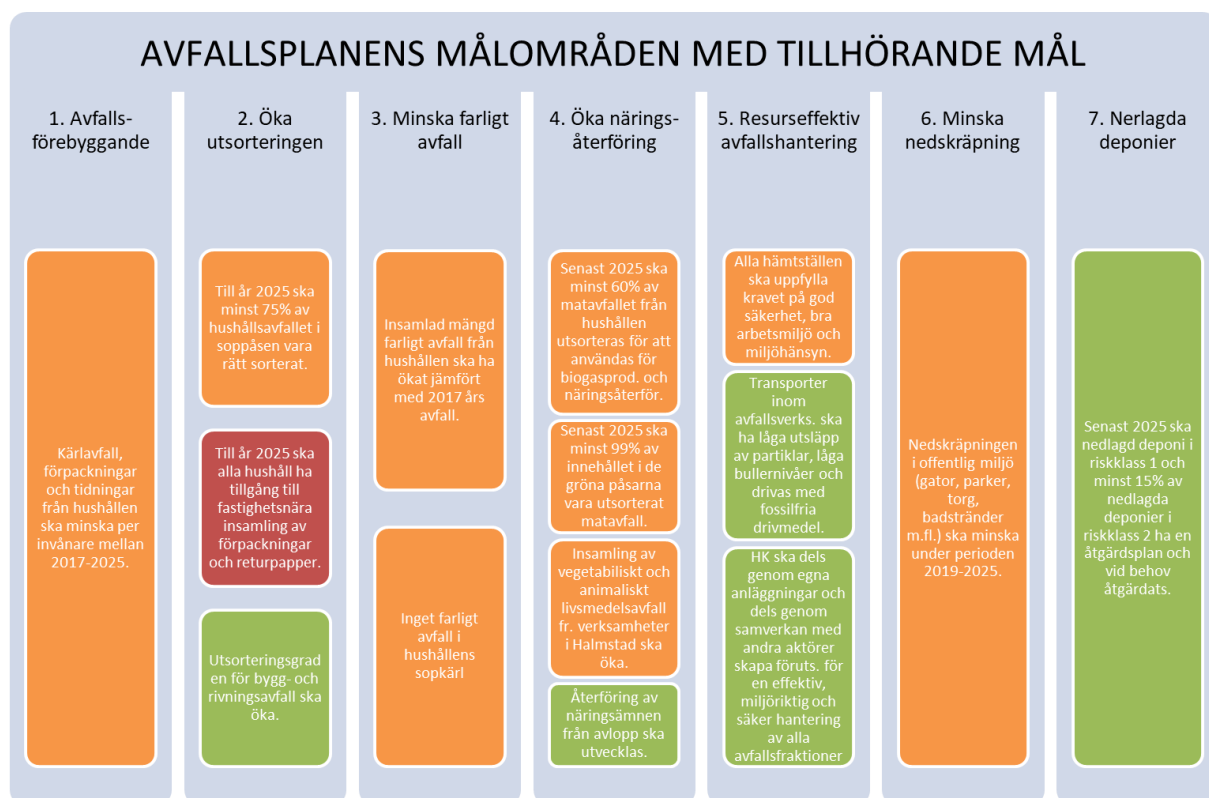 AVFALLSPLANENS MÅLOMRÅDEN MED TILLHÖRANDE MÅL
1. Avfalls-
förebyggande
Kärlavfall,
förpackningar
och tidningar
från hushållen
ska minska per
invånare mellan
2017-2025.
2. Öka
utsorteringen
Till år 2025 ska
minst 75% av
hushållsavfallet i
soppåsen vara
rätt sorterat.
Till år 2025 ska
alla hushåll ha
tillgång till
fastighetsnära
insamling av
förpackningar
och returpapper.
Utsorteringsgrad
en för bygg- och
rivningsavfall ska
öka.
3. Minska farligt
avfall
Insamlad mängd
farligt avfall från
hushållen ska ha
ökat jämfört
med 2017 års
avfall.
Inget farligt
avfall i
hushållens
sopkärl
4. Öka närings-
återföring
Senast 2025 ska
minst 60% av
matavfallet från
hushållen
utsorteras för att
användas för
biogasprod. och
näringsåterför.
Senast 2025 ska
minst 99% av
innehållet i de
gröna påsarna
vara utsorterat
matavfall.
Insamling av
vegetabiliskt och
animaliskt
livsmedelsavfall
fr. verksamheter
i Halmstad ska
öka.
Återföring av
näringsämnen
från avlopp ska
utvecklas.
5. Resurseffektiv
avfallshantering
Alla hämtställen
ska uppfylla
kravet på god
säkerhet, bra
arbetsmiljö och
miljöhänsyn.
Transporter
inom
avfallsverks. ska
ha låga utsläpp
av partiklar, låga
bullernivåer och
drivas med
fossilfria
drivmedel.
HK ska dels
genom egna
anläggningar och
dels genom
samverkan med
andra aktörer
skapa föruts. för
en effektiv,
miljöriktig och
säker hantering
av alla
avfallsfraktioner
6. Minska
nedskräpning
Nedskräpningen
i offentlig miljö
(gator, parker,
torg,
badstränder
m.fl.) ska minska
under perioden
2019-2025.
7. Nerlagda
deponier
Senast 2025 ska
nedlagd deponi i
riskklass 1 och
minst 15% av
nedlagda
deponier i
riskklass 2 ha en
åtgärdsplan och
vid behov
åtgärdats.